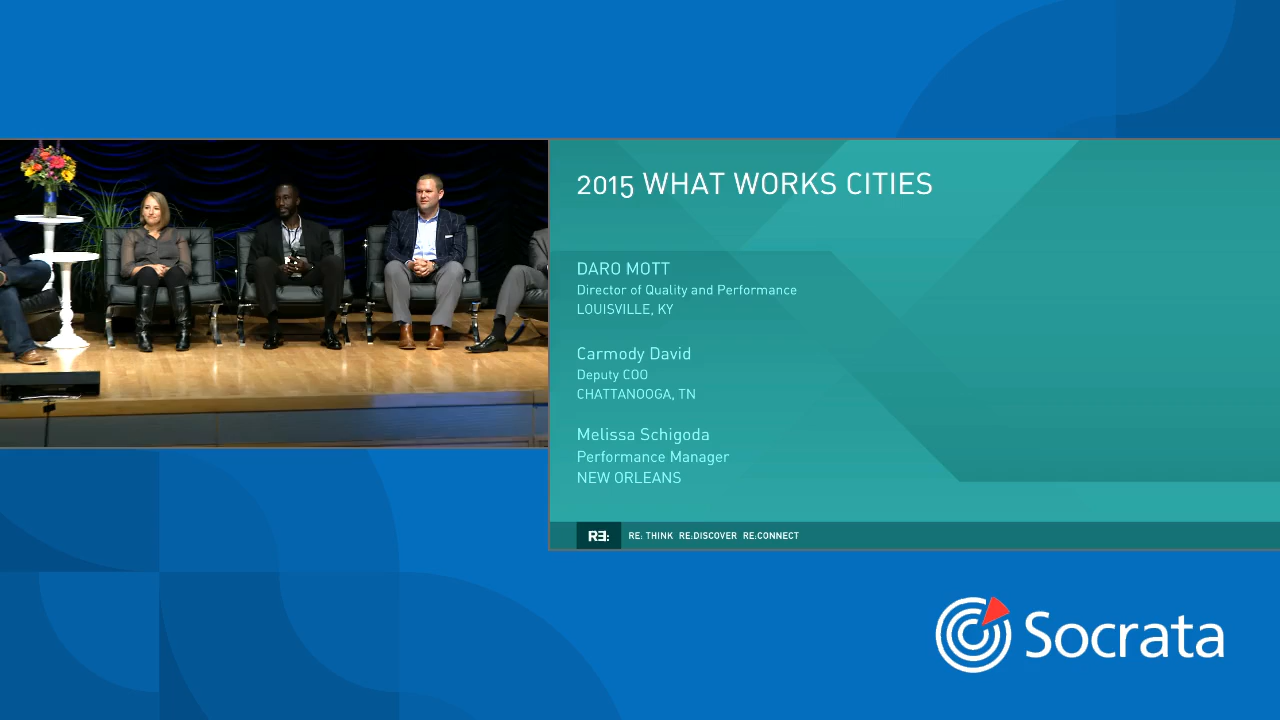 2015 WHAT WORKS CITIES
DARO MOTT
Director of Quality and Performance
LOUISVILLE, KY
Carmody David
Deputy COO
CHATTANOOGA, TN
Melissa Schigoda
Performance Manager
NEW ORLEANS
RE: RE: THINK RE:DISCOVER RE:CONNECT
Socrata